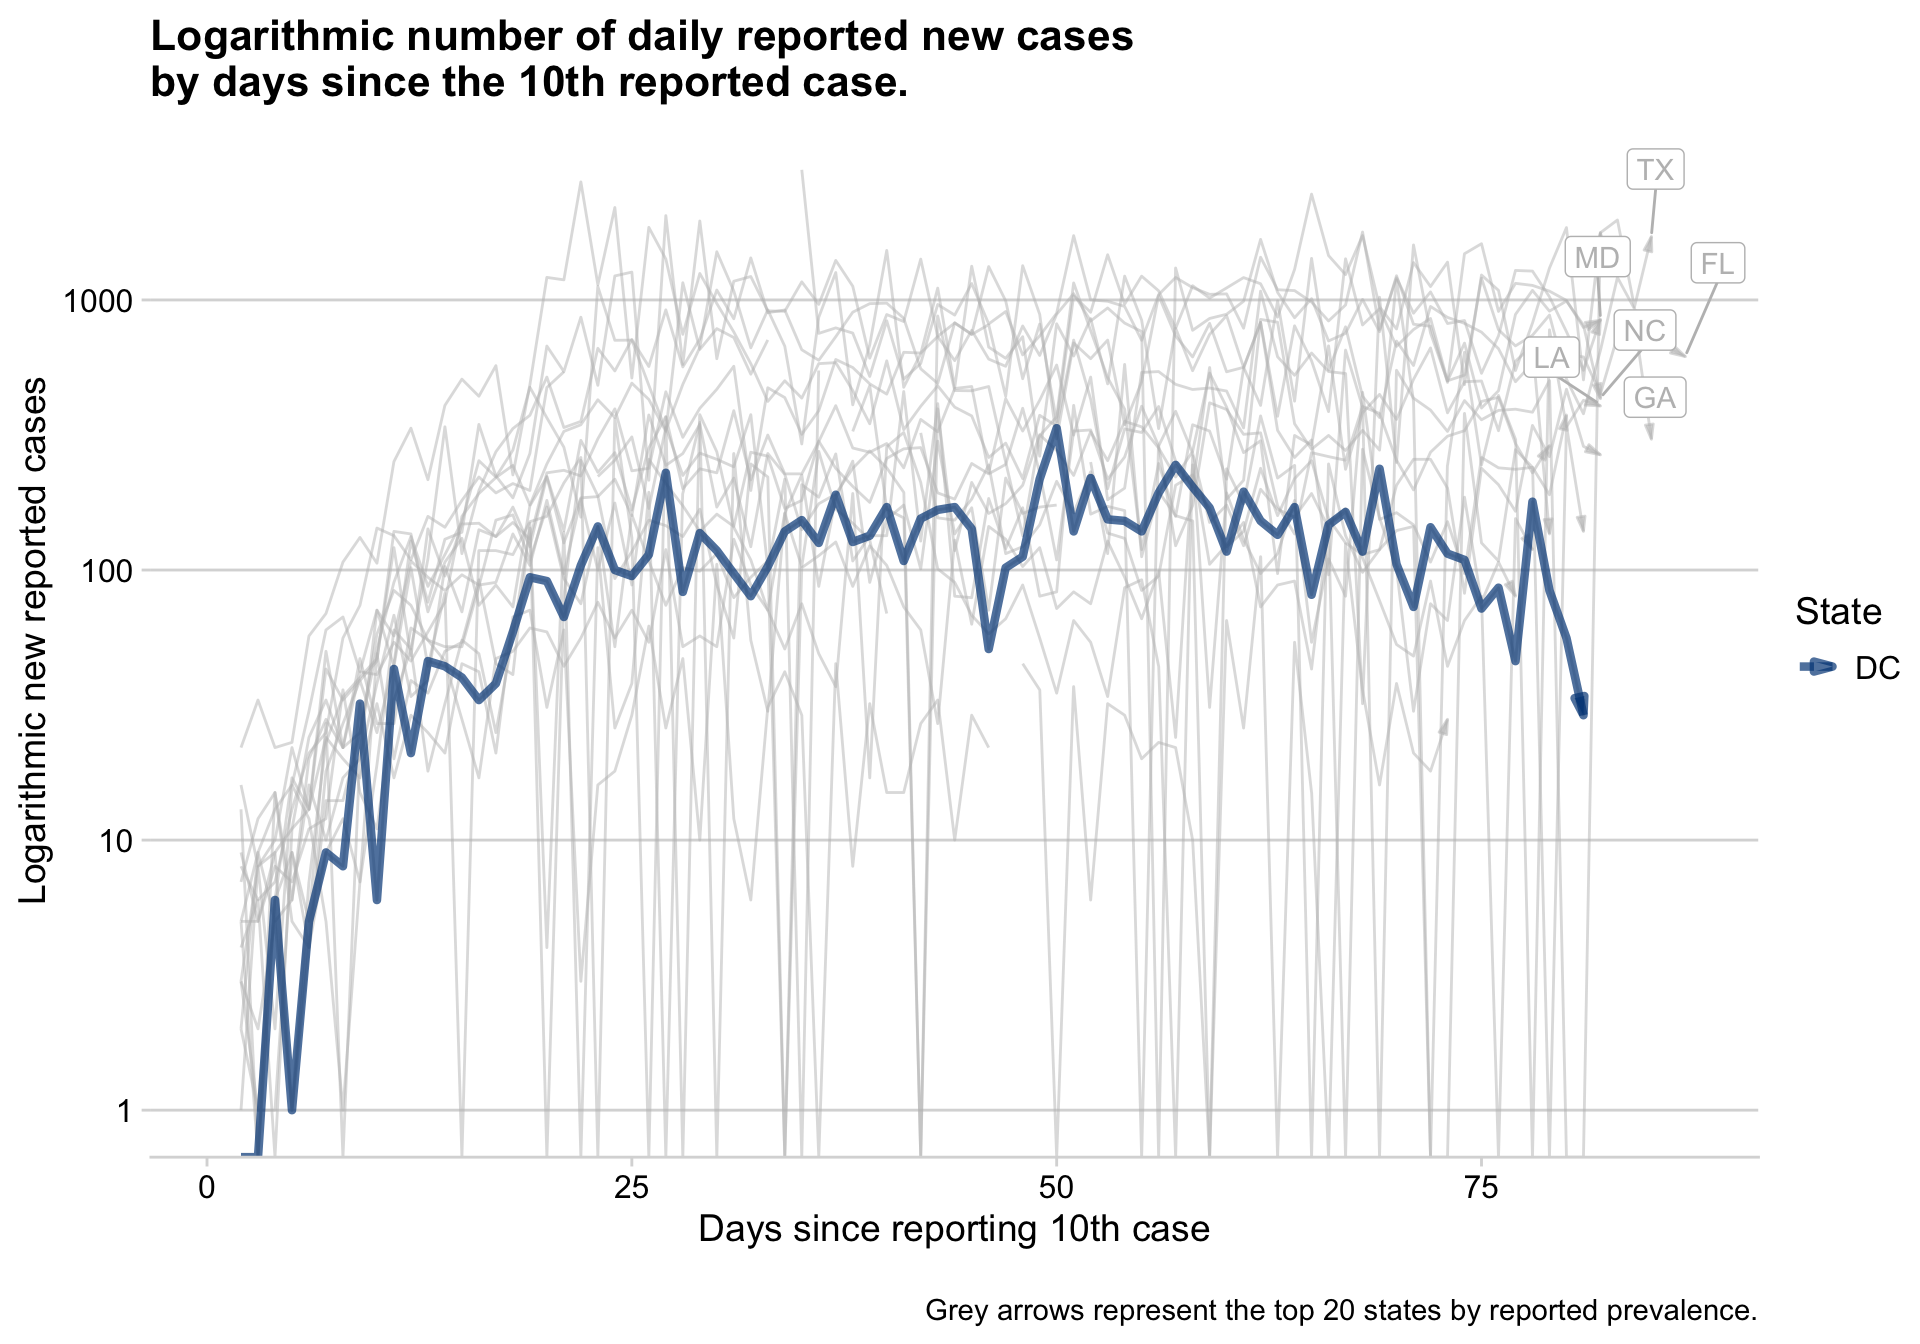 Logarithmic number of daily reported new cases
by days since the 10th reported case.
Logarithmic new reported cases
1000
100
10
1
TX
MD
FL
NC
LA
GA
State
DC
0
25
50
75
Days since reporting 10th case
Grey arrows represent the top 20 states by reported prevalence.